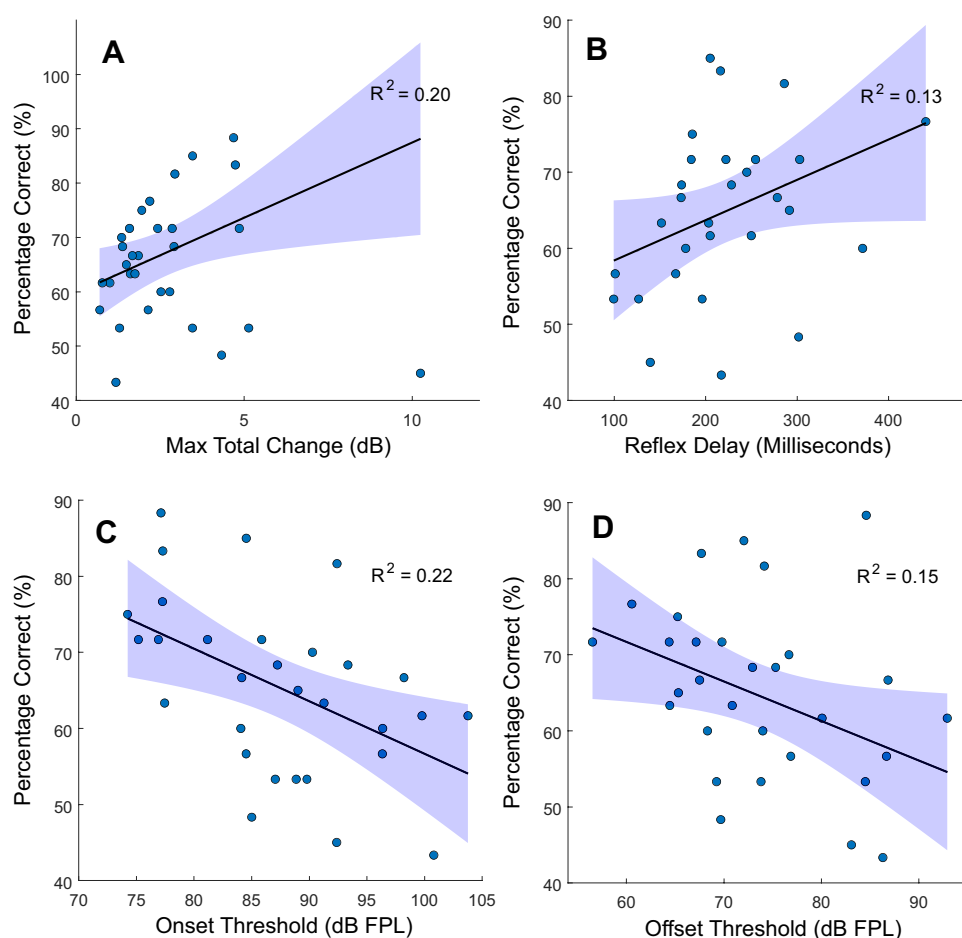 A
R² = 0.20
Percentage Correct (%)
100
90
80
70
60
50
40
0
5
10
Max Total Change (dB)
B
R² = 0.13
Percentage Correct (%)
90
80
70
60
50
40
100
200
300
400
Reflex Delay (Milliseconds)
C
R² = 0.22
Percentage Correct (%)
90
80
70
60
50
40
70
75
80
85
90
95
100
105
Onset Threshold (dB FPL)
D
R² = 0.15
Percentage Correct (%)
90
80
70
60
50
40
60
70
80
90
Offset Threshold (dB FPL)